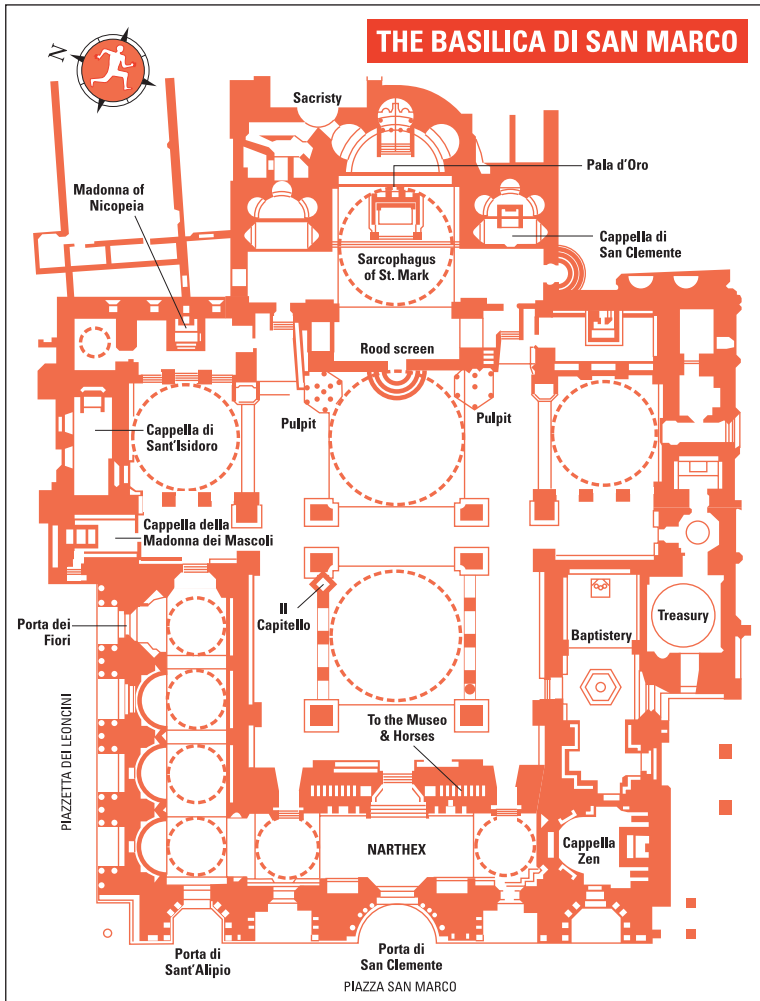 THE BASILICA DI SAN MARCO
N
Sacristy
Pala d'Oro
Madonna of
Nicopeia
Cappella di
San Clemente
Sarcophagus
of St. Mark
Rood screen
Pulpit
Pulpit
Cappella di
Sant'Isidoro
Cappella della
Madonna dei Mascoli
Il
Capitello
Porta dei
Fiori
Baptistery
Treasury
To the Museo
& Horses
PIAZZETTA DEI LEONCINI
NARTHEX
Cappella
Zen
Porta di
Sant'Alipio
Porta di
San Clemente
PIAZZA SAN MARCO